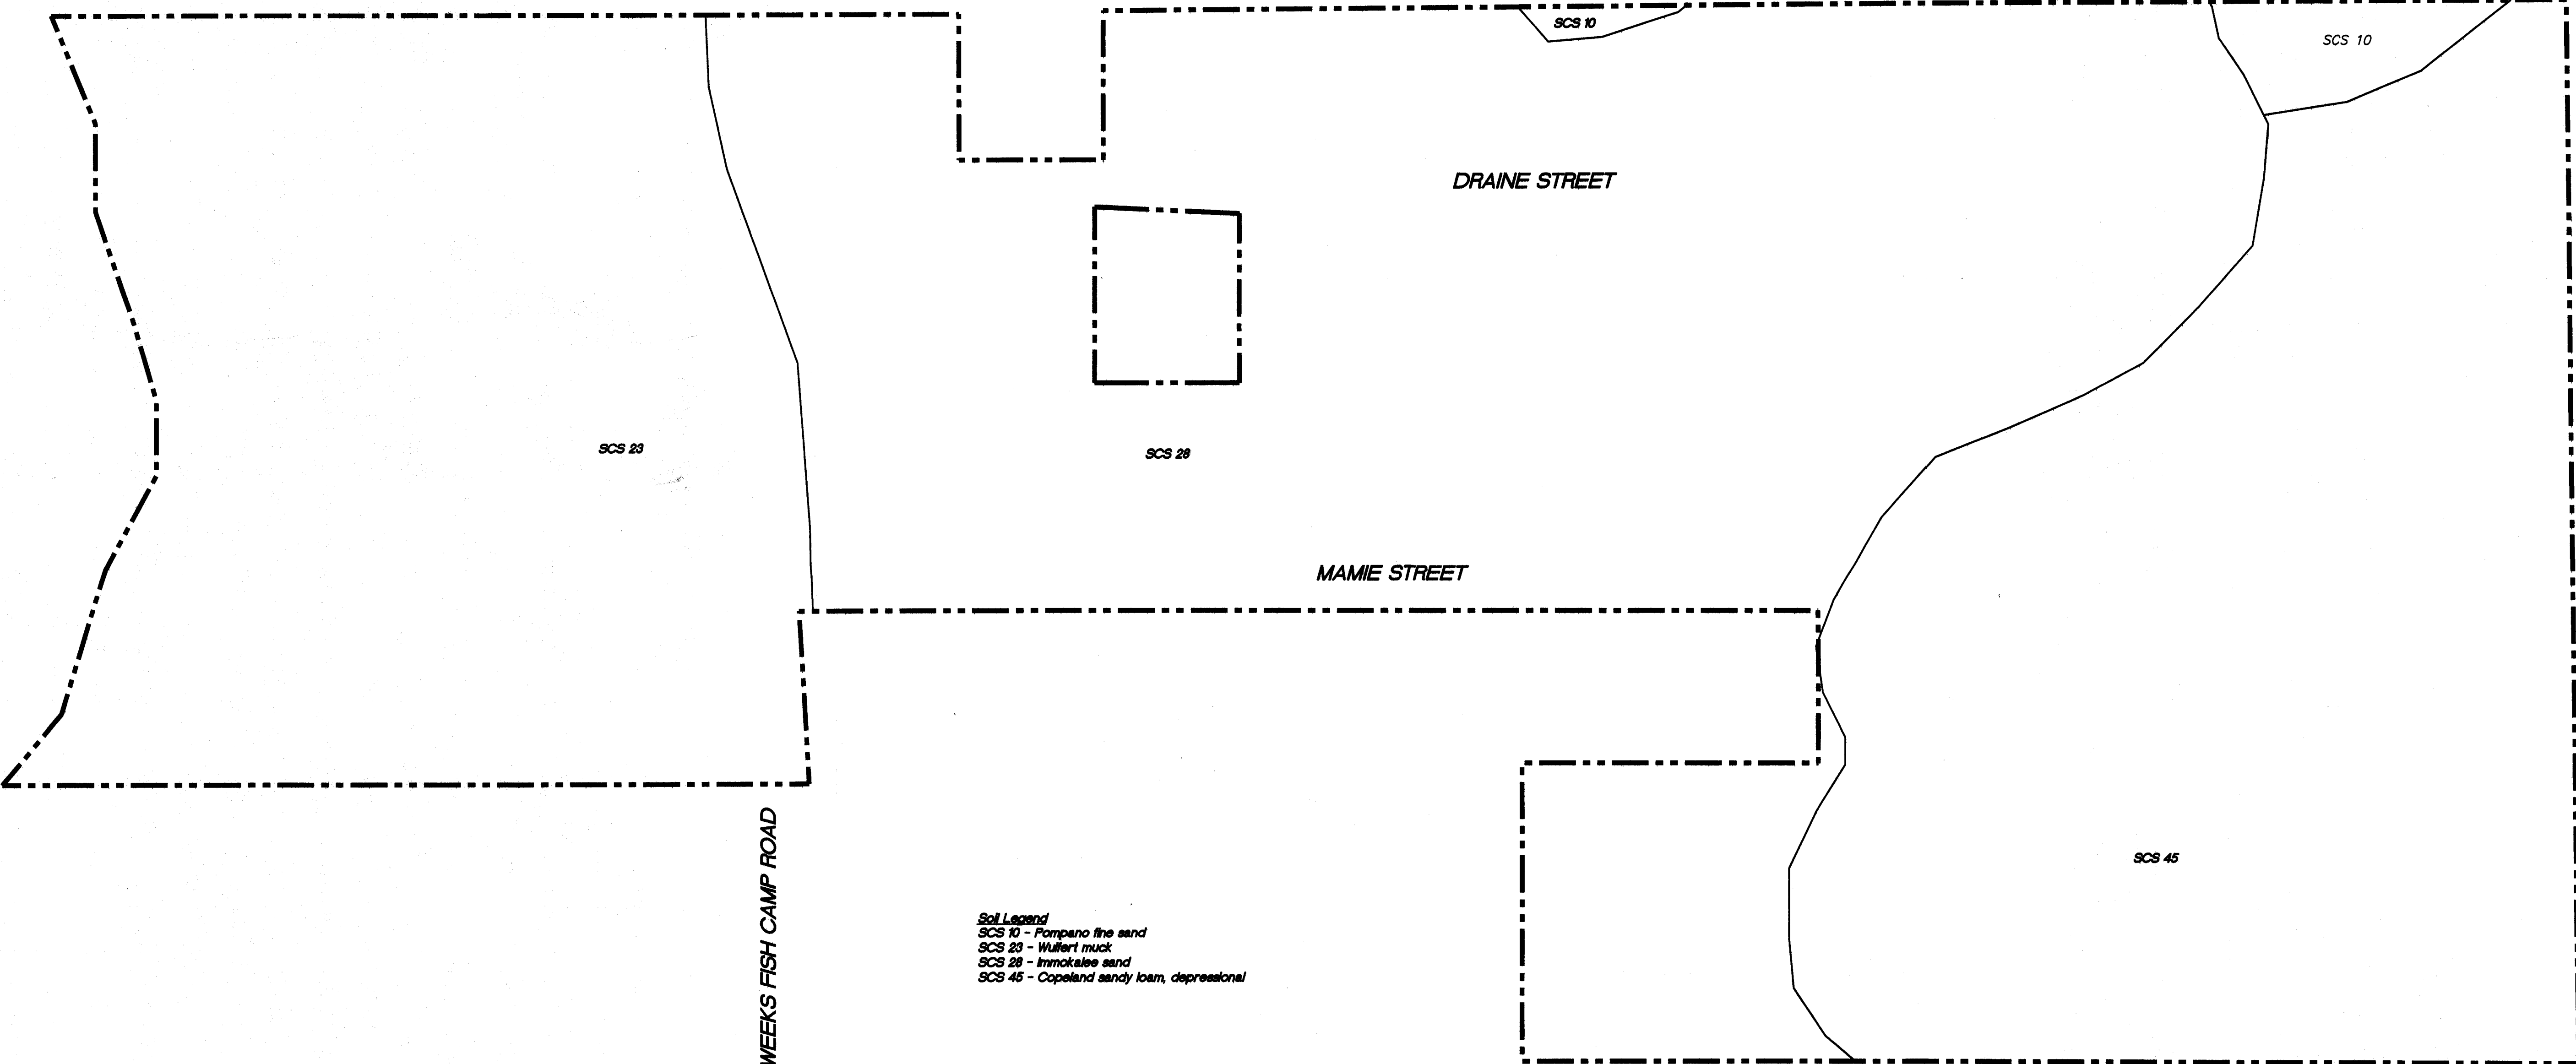 SCS 10
SCS 10
DRAINE STREET
SCS 23
SCS 28
MAMIE STREET
SCS 45
WEEKS FISH CAMP ROAD
Soil Legend
SCS 10 - Pompano fine sand
SCS 23 - Wulfert muck
SCS 28 - Immokalee sand
SCS 45 - Copeland sandy loam, depressional